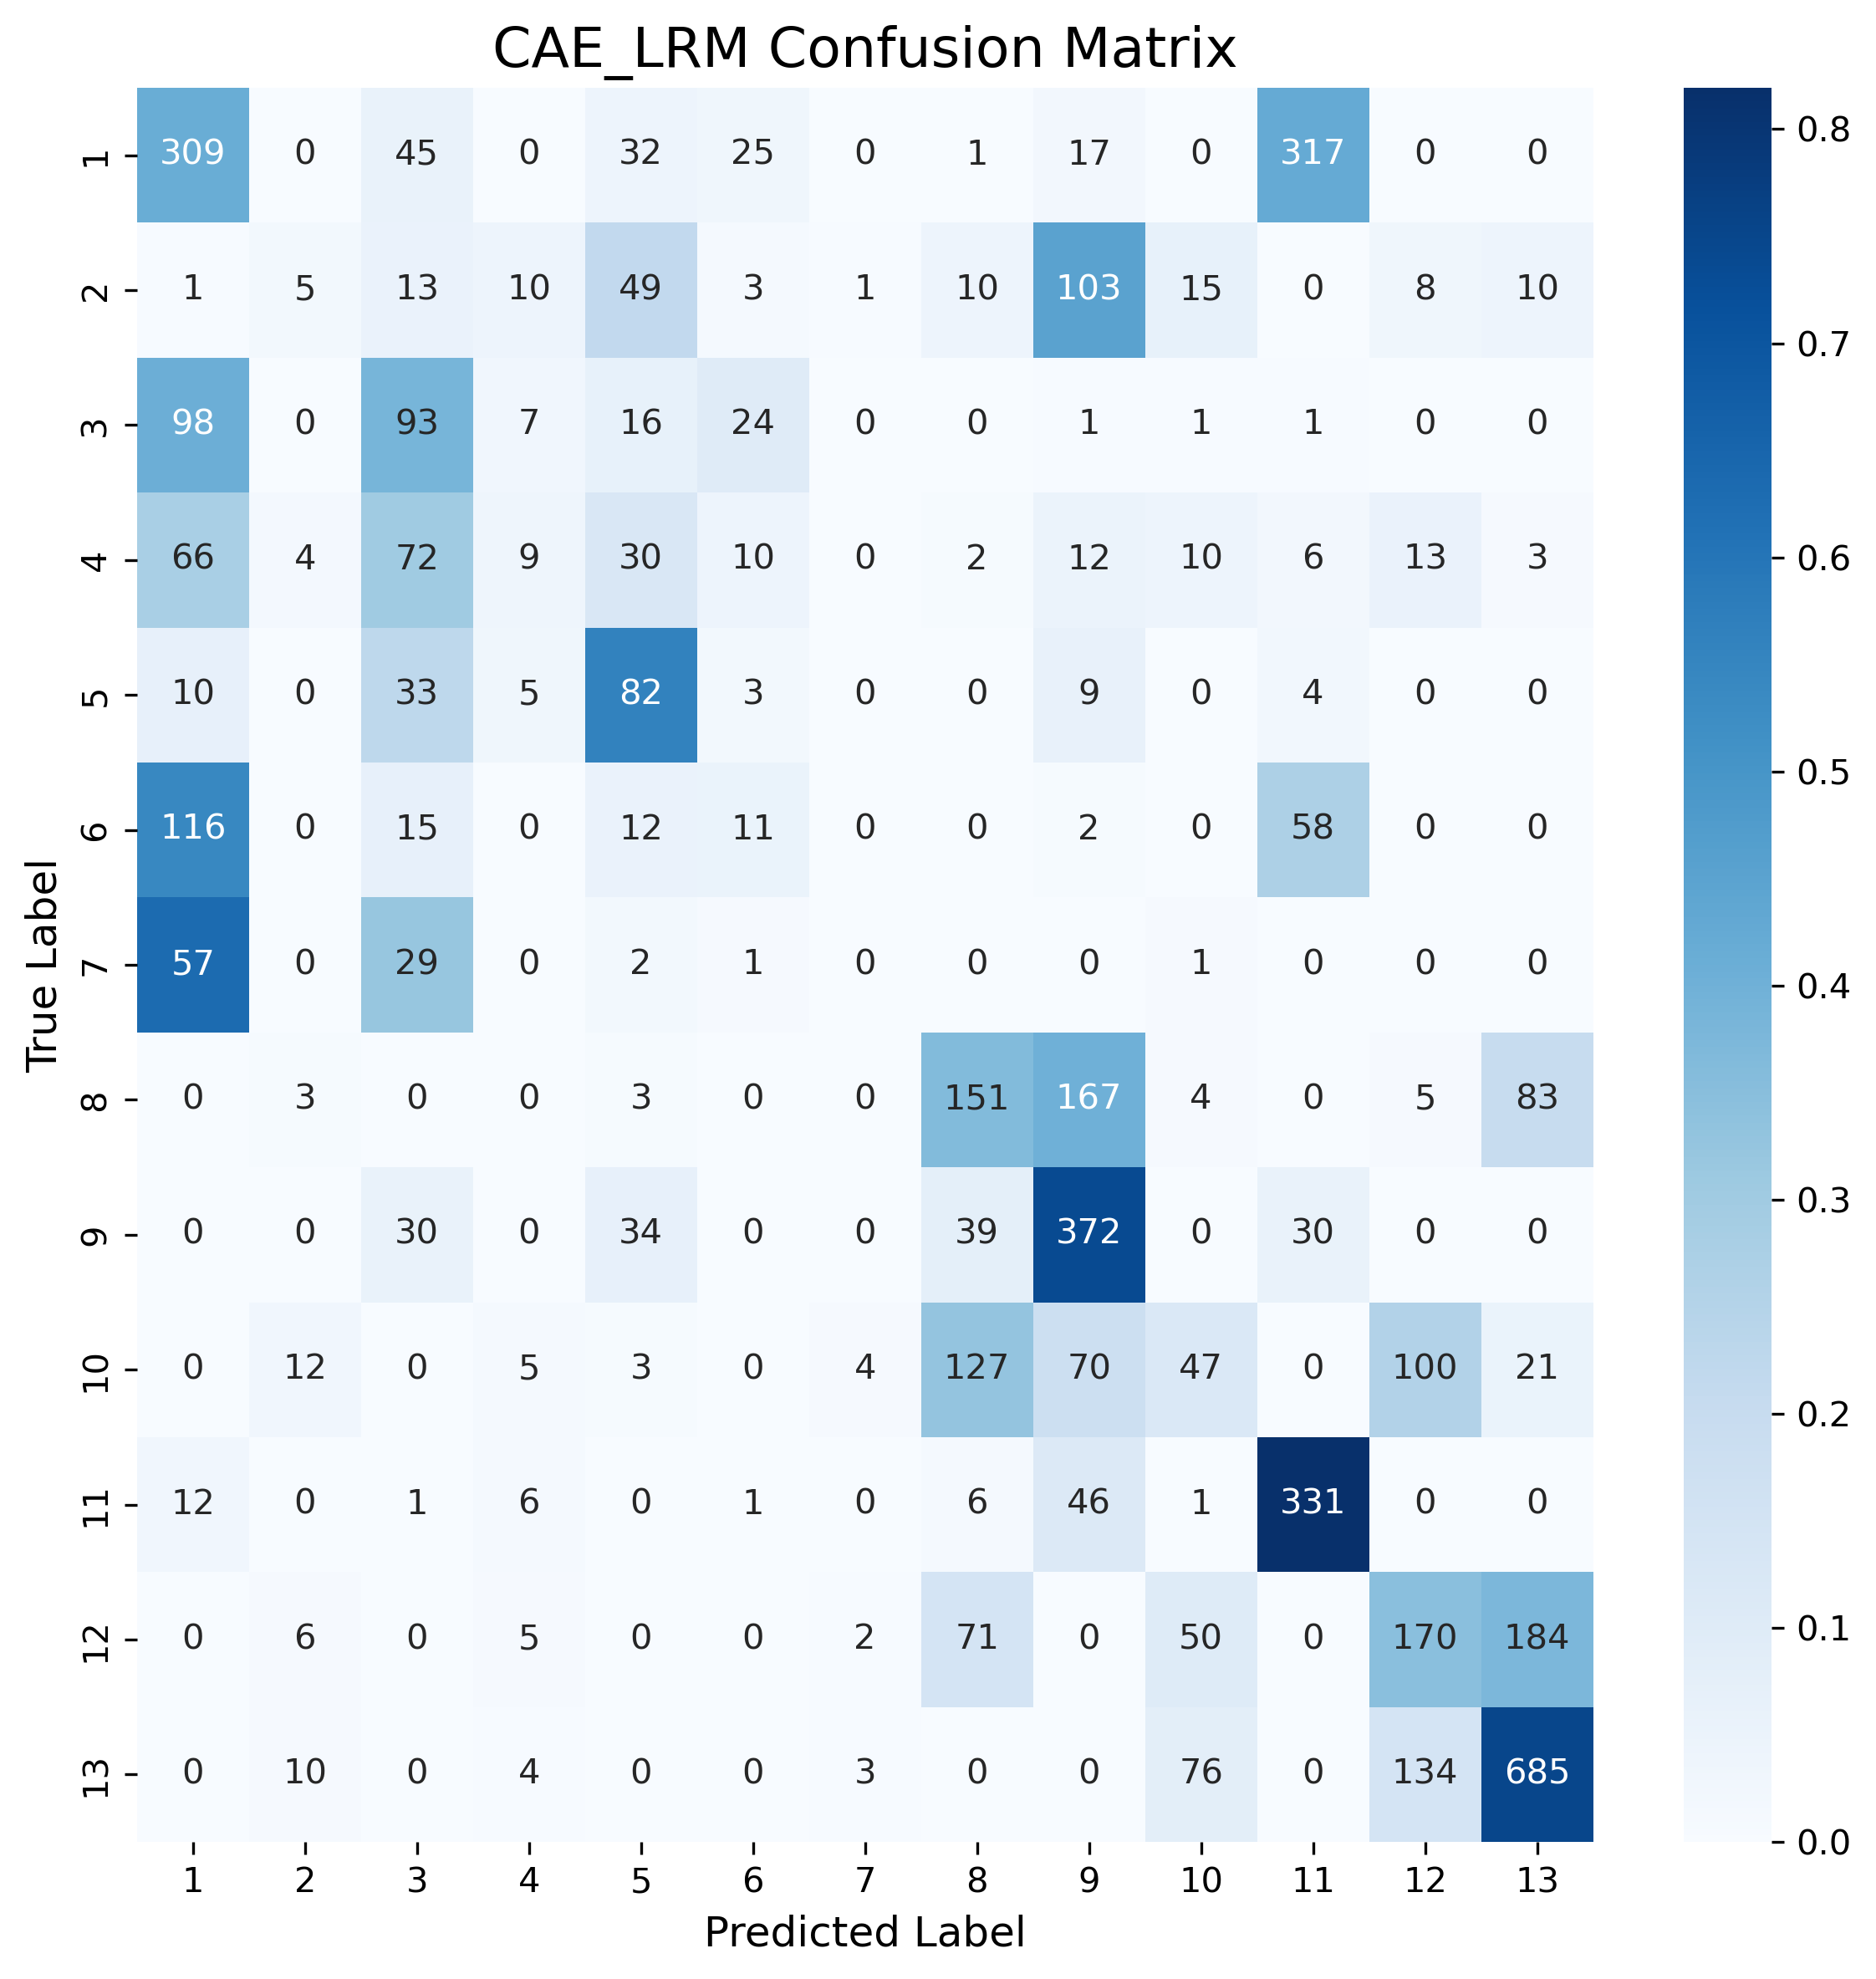 CAE_LRM Confusion Matrix
1 309 0 45 0 32 25 0 1 17 0 317 0 0
2 1 5 13 10 49 3 1 10 103 15 0 8 10
3 98 0 93 7 16 24 0 0 1 1 1 0 0
4 66 4 72 9 30 10 0 2 12 10 6 13 3
5 10 0 33 5 82 3 0 0 9 0 4 0 0
6 116 0 15 0 12 11 0 0 2 0 58 0 0
7 57 0 29 0 2 1 0 0 0 1 0 0 0
8 0 3 0 0 3 0 0 151 167 4 0 5 83
9 0 0 30 0 34 0 0 39 372 0 30 0 0
10 0 12 0 5 3 0 4 127 70 47 0 100 21
11 12 0 1 6 0 1 0 6 46 1 331 0 0
12 0 6 0 5 0 0 2 71 0 50 0 170 184
13 0 10 0 4 0 0 3 0 0 76 0 134 685
1 2 3 4 5 6 7 8 9 10 11 12 13
Predicted Label
True Label
0.8
0.7
0.6
0.5
0.4
0.3
0.2
0.1
0.0